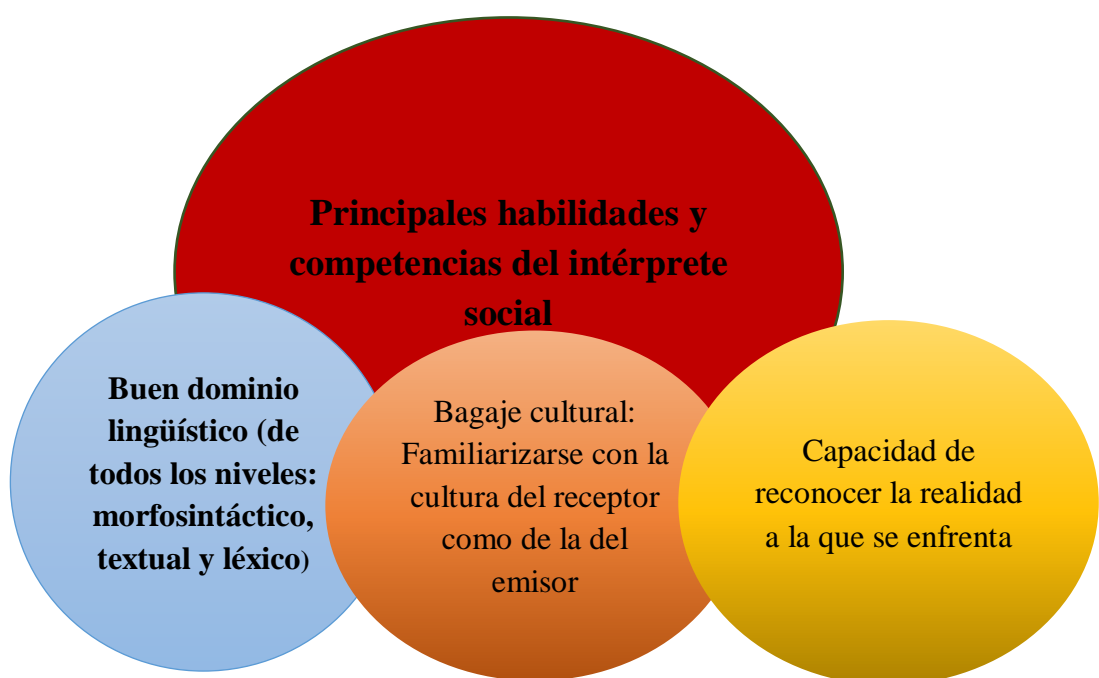 Principales habilidades y
competencias del intérprete
social
Buen dominio
lingüístico (de
todos los niveles:
morfosintáctico,
textual y léxico)
Bagaje cultural:
Familiarizarse con la
cultura del receptor
como de la del
emisor
Capacidad de
reconocer la realidad
a la que se enfrenta